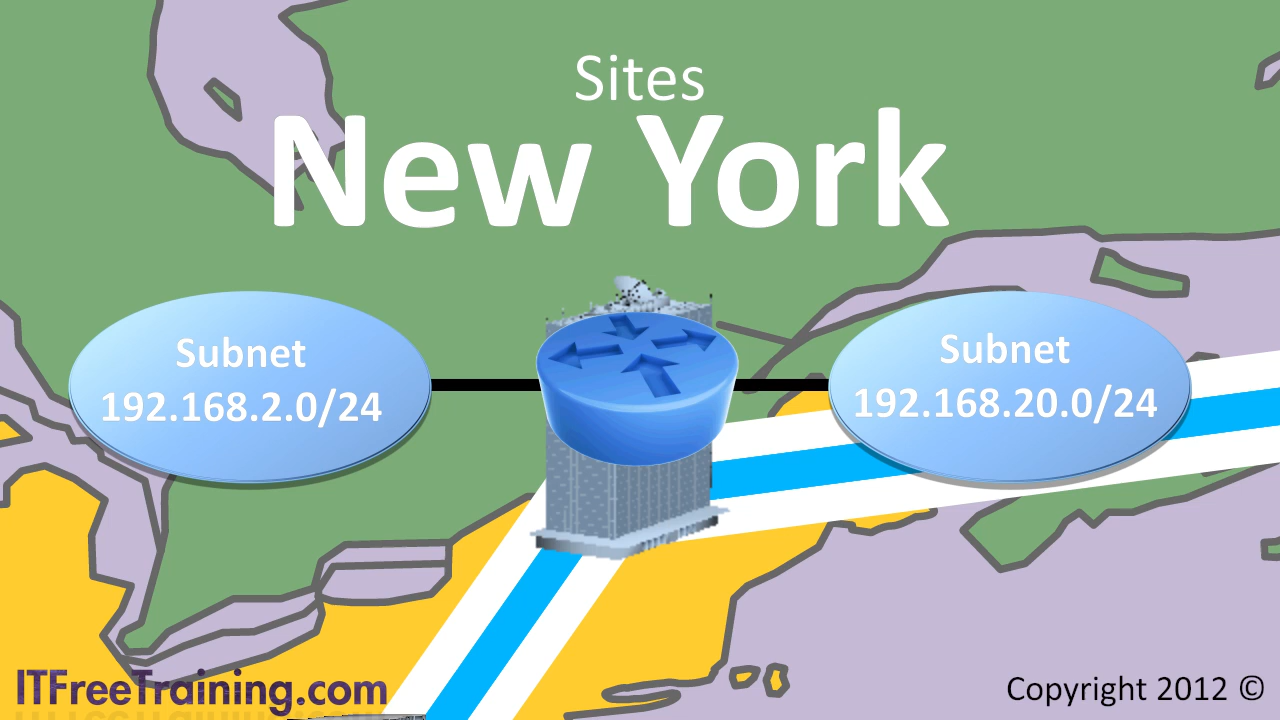 Sites
New York
Subnet
192.168.2.0/24
Subnet
192.168.20.0/24
ITFreeTraining.com
Copyright 2012 ©